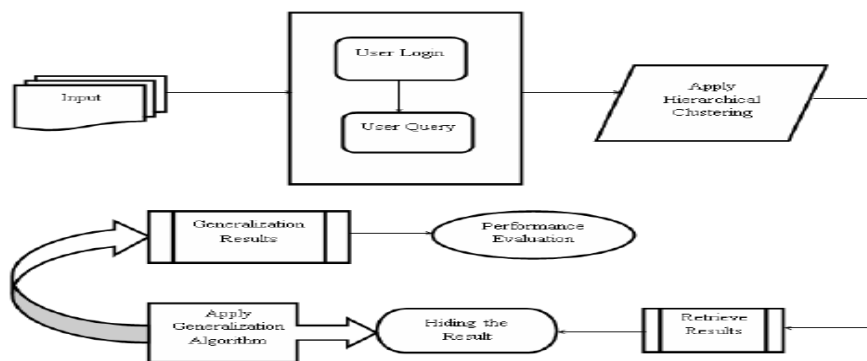 User Login
Input
User Query
Apply
Hierarchical
Clustering
Generalization
Results
Performance
Evaluation
Apply
Generalization
Algorithm
Hiding the
Result
Retrieve
Results